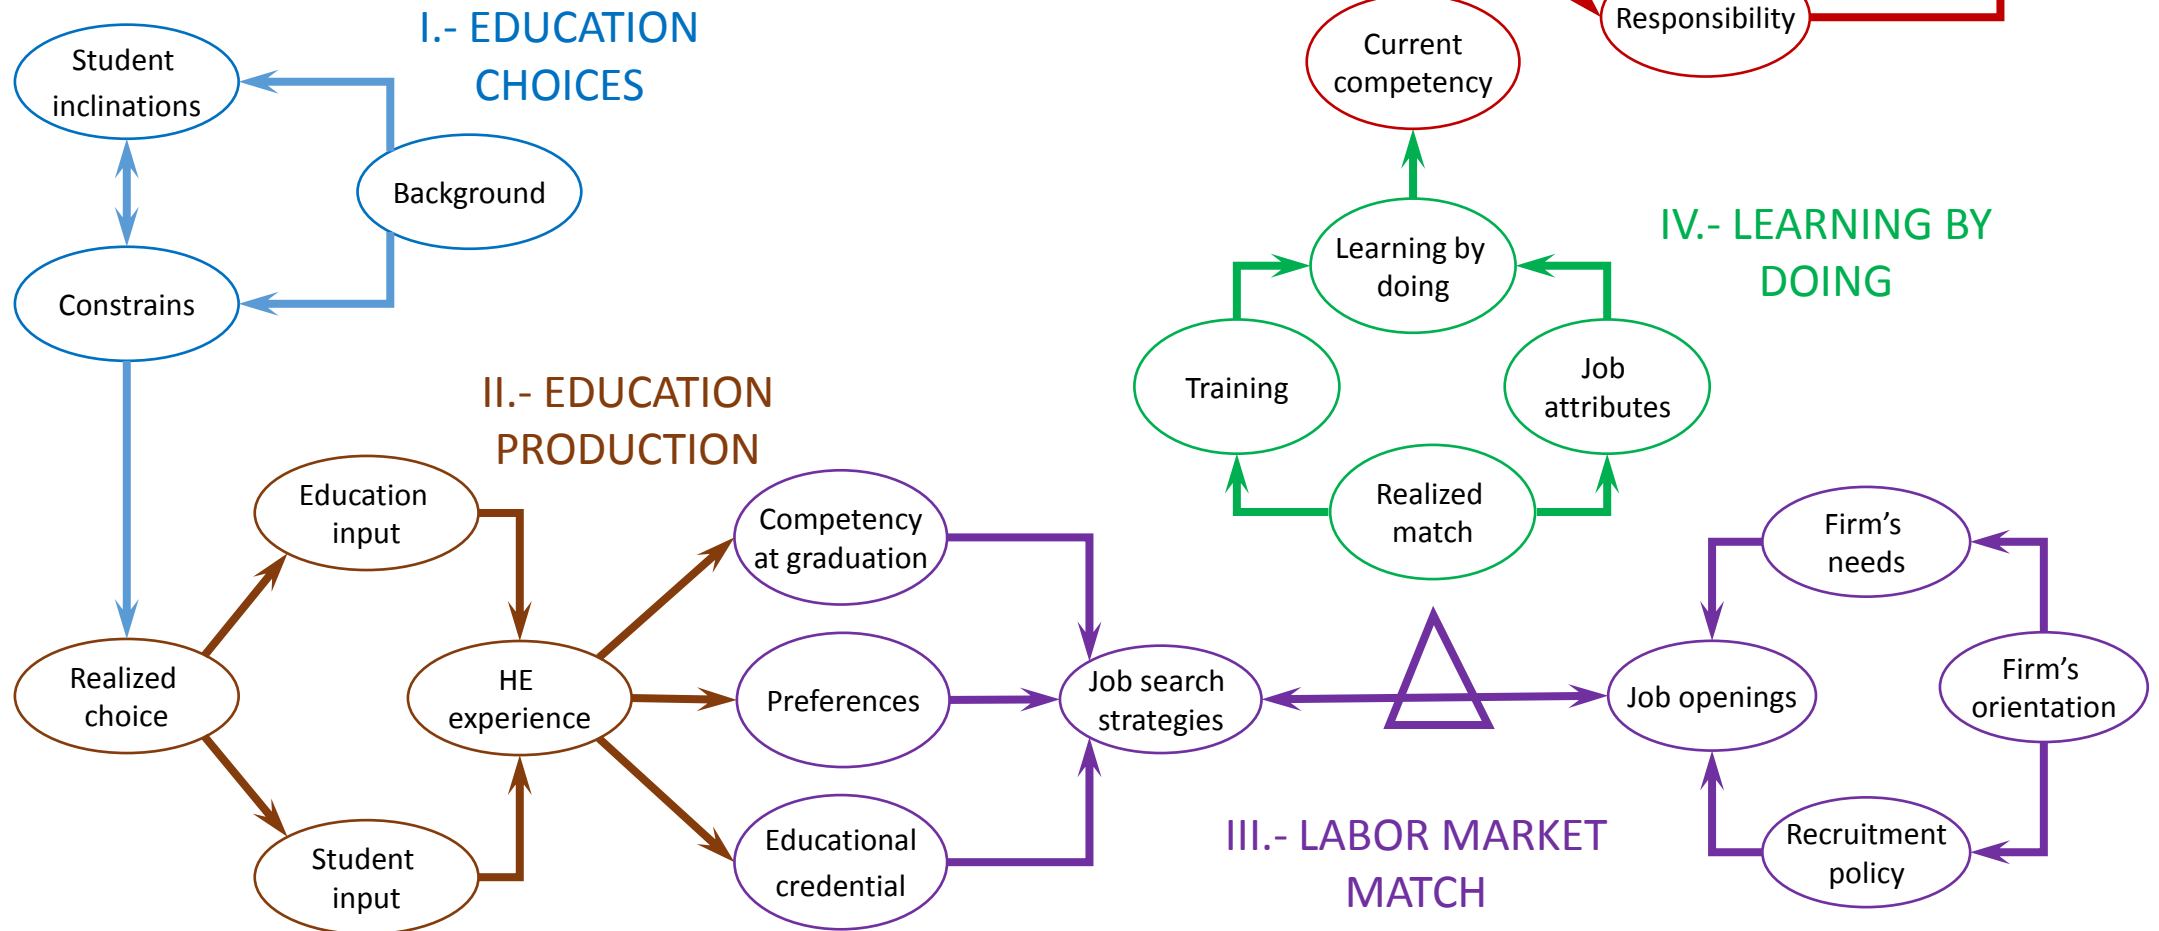 I.- EDUCATION
CHOICES
Student
inclinations
Background
Constrains
II.- EDUCATION
PRODUCTION
Education
input
Realized
choice
HE
experience
Student
input
Competency
at graduation
Preferences
Educational
credential
Job search
strategies
III.- LABOR MARKET
MATCH
Job openings
Firm’s
needs
Firm’s
orientation
Recruitment
policy
IV.- LEARNING BY
DOING
Realized
match
Training
Job
attributes
Learning by
doing
Current
competency
Responsibility